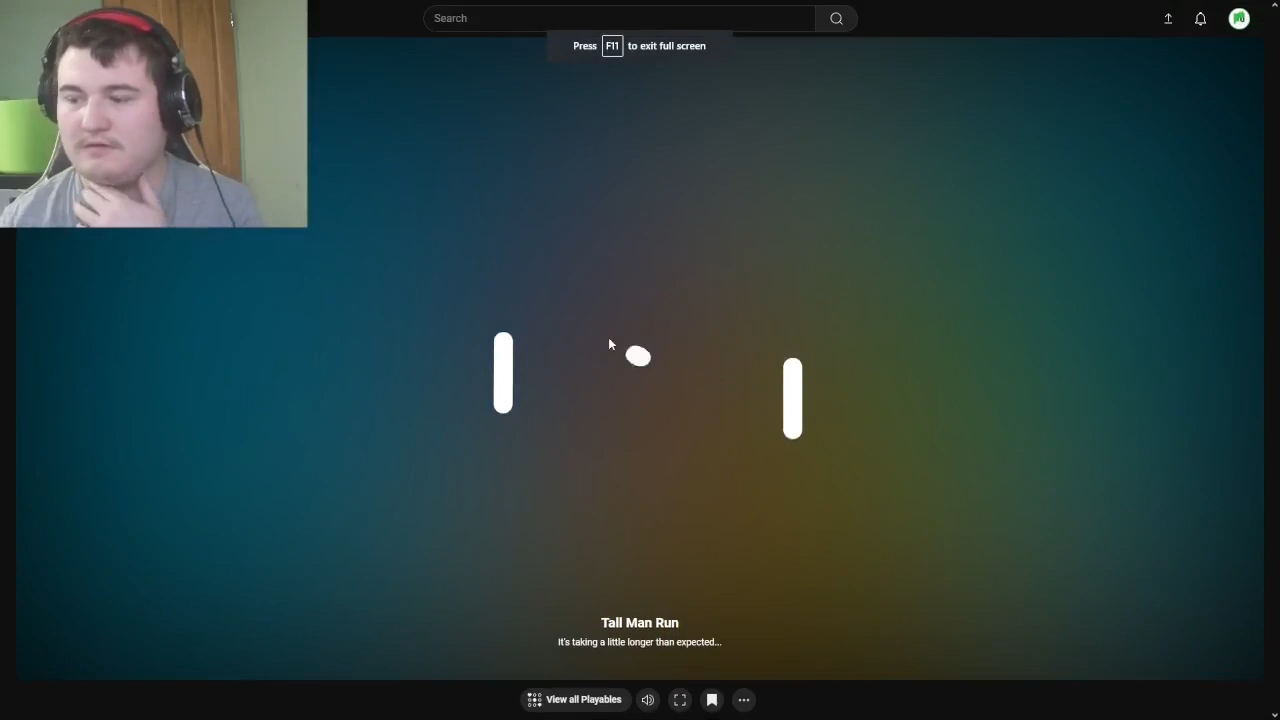 Search
Press F11 to exit full screen
Tall Man Run
It's taking a little longer than expected...
View all Playables